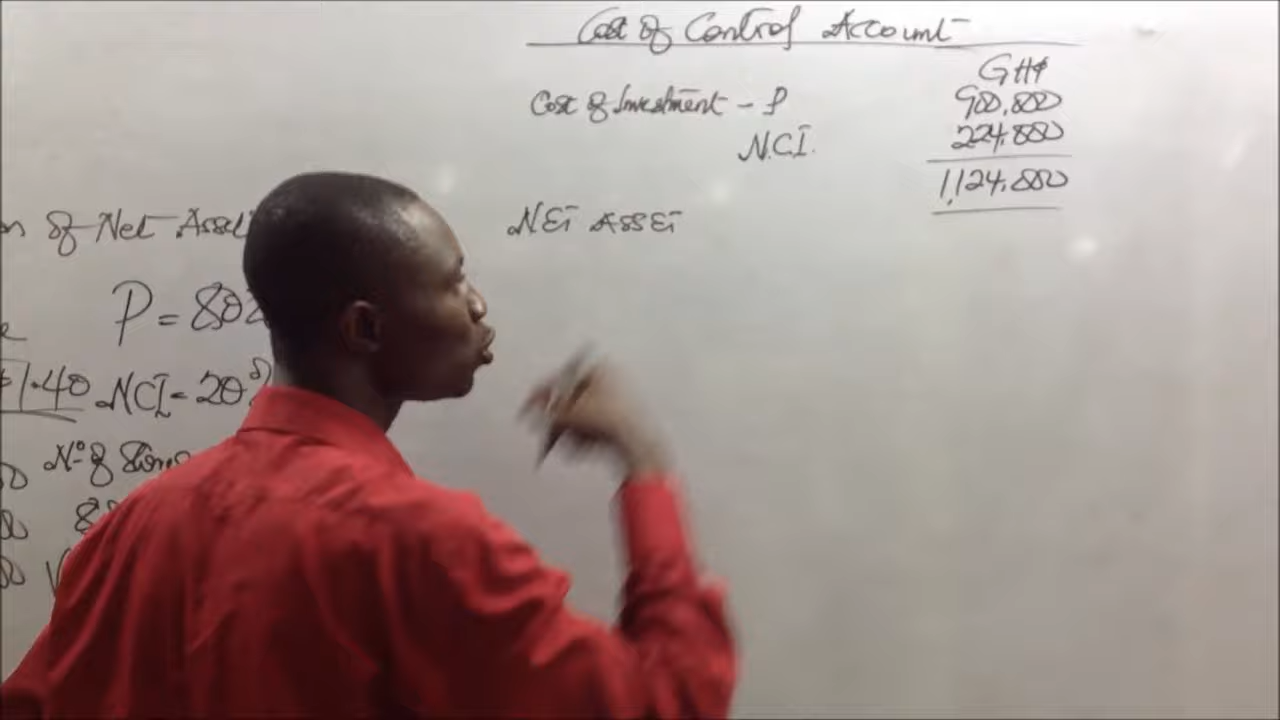 Cost of Control Account
GH¢
Cost of Investment - P 900,000
N.C.I. 224,000
1,124,000
of Net Asset
NET ASSET
P = 80%
1.40 NCI = 20%
Nº of Shares